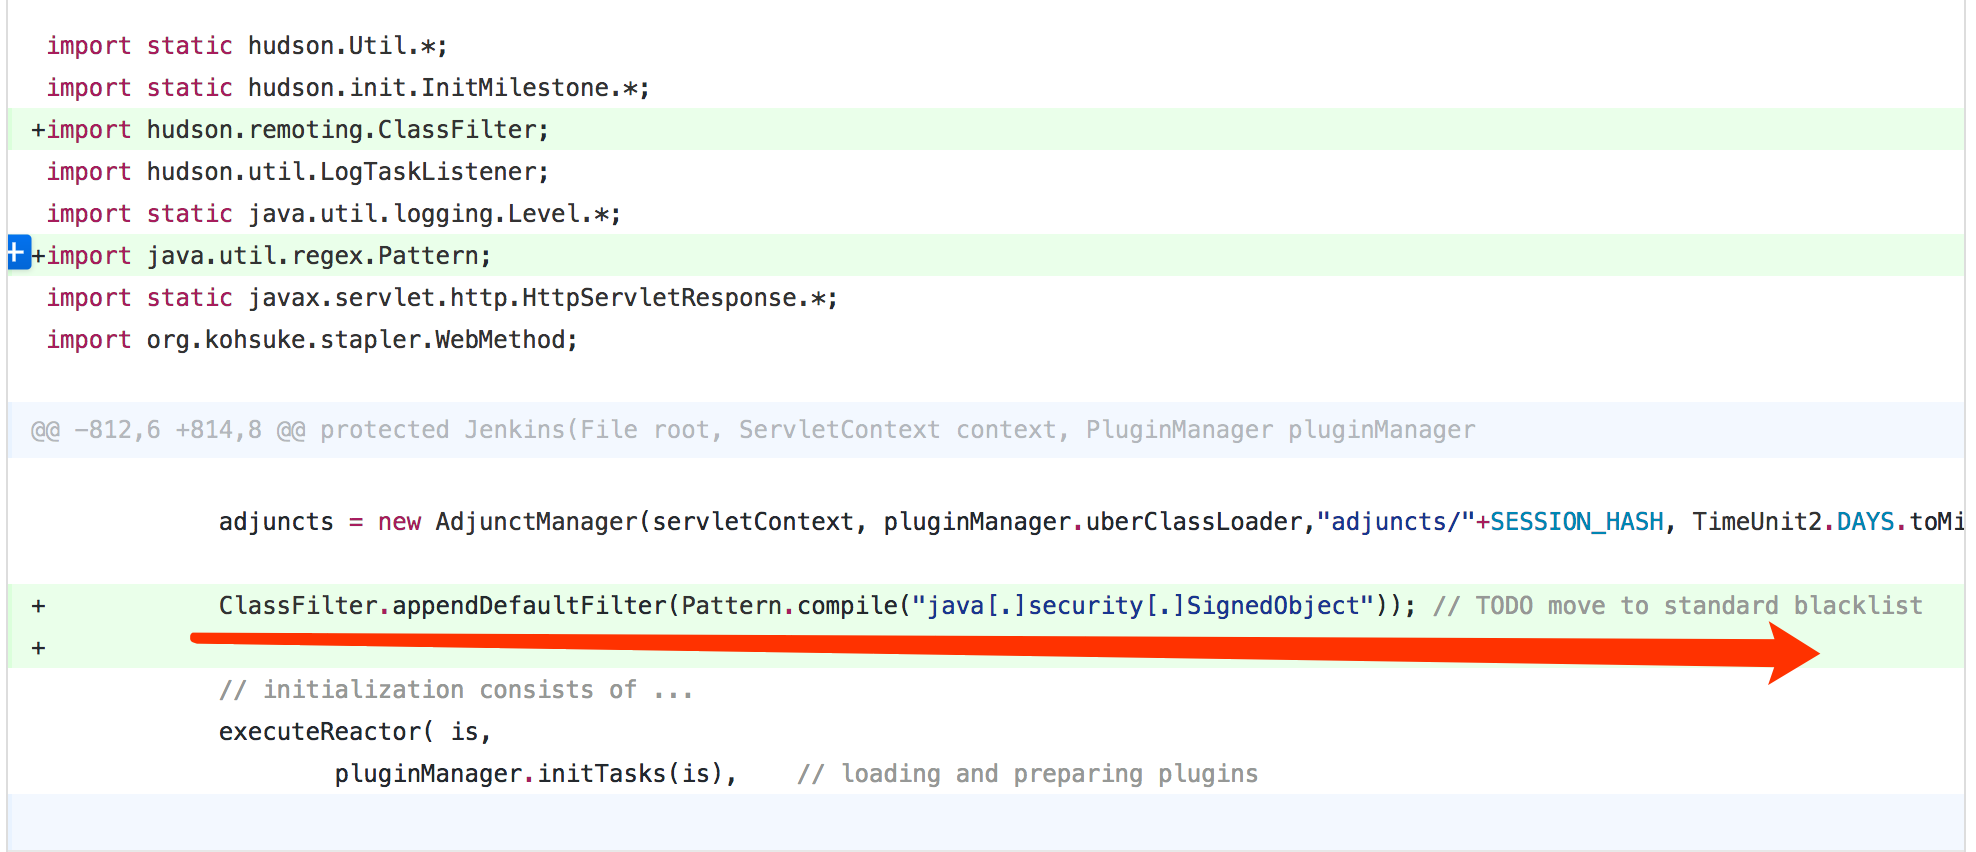 import static hudson.Util.*;
import static hudson.init.InitMilestone.*;
+import hudson.remoting.ClassFilter;
import hudson.util.LogTaskListener;
import static java.util.logging.Level.*;
+import java.util.regex.Pattern;
import static javax.servlet.http.HttpServletResponse.*;
import org.kohsuke.stapler.WebMethod;
@@ -812,6 +814,8 @@ protected Jenkins(File root, ServletContext context, PluginManager pluginManager
adjuncts = new AdjunctManager(servletContext, pluginManager.uberClassLoader,"adjuncts/"+SESSION_HASH, TimeUnit2.DAYS.toMi
+ ClassFilter.appendDefaultFilter(Pattern.compile("java[.]security[.]SignedObject")); // TODO move to standard blacklist
+
// initialization consists of ...
executeReactor( is,
pluginManager.initTasks(is), // loading and preparing plugins